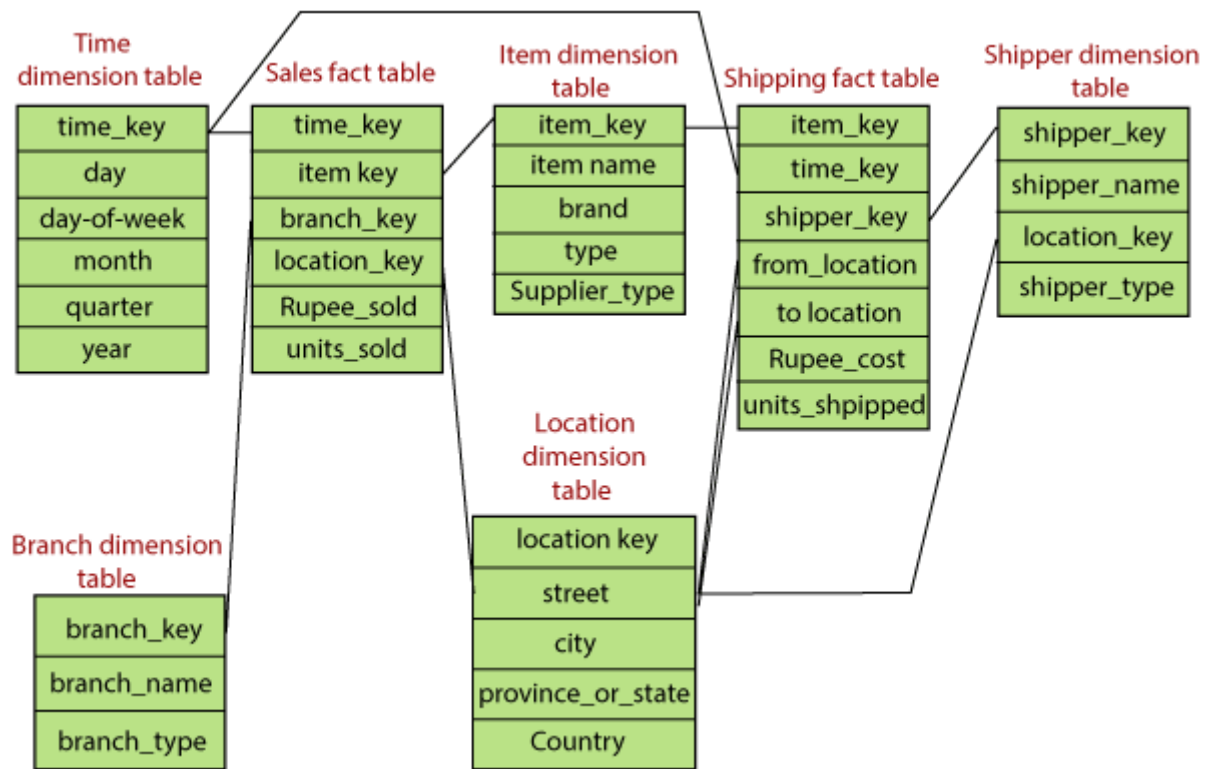 Time
dimension table
time_key
day
day-of-week
month
quarter
year
Sales fact table
time_key
item key
branch_key
location_key
Rupee_sold
units_sold
Item dimension
table
item_key
item name
brand
type
Supplier_type
Shipping fact table
item_key
time_key
shipper_key
from_location
to location
Rupee_cost
units_shpipped
Shipper dimension
table
shipper_key
shipper_name
location_key
shipper_type
Branch dimension
table
branch_key
branch_name
branch_type
Location
dimension
table
location key
street
city
province_or_state
Country